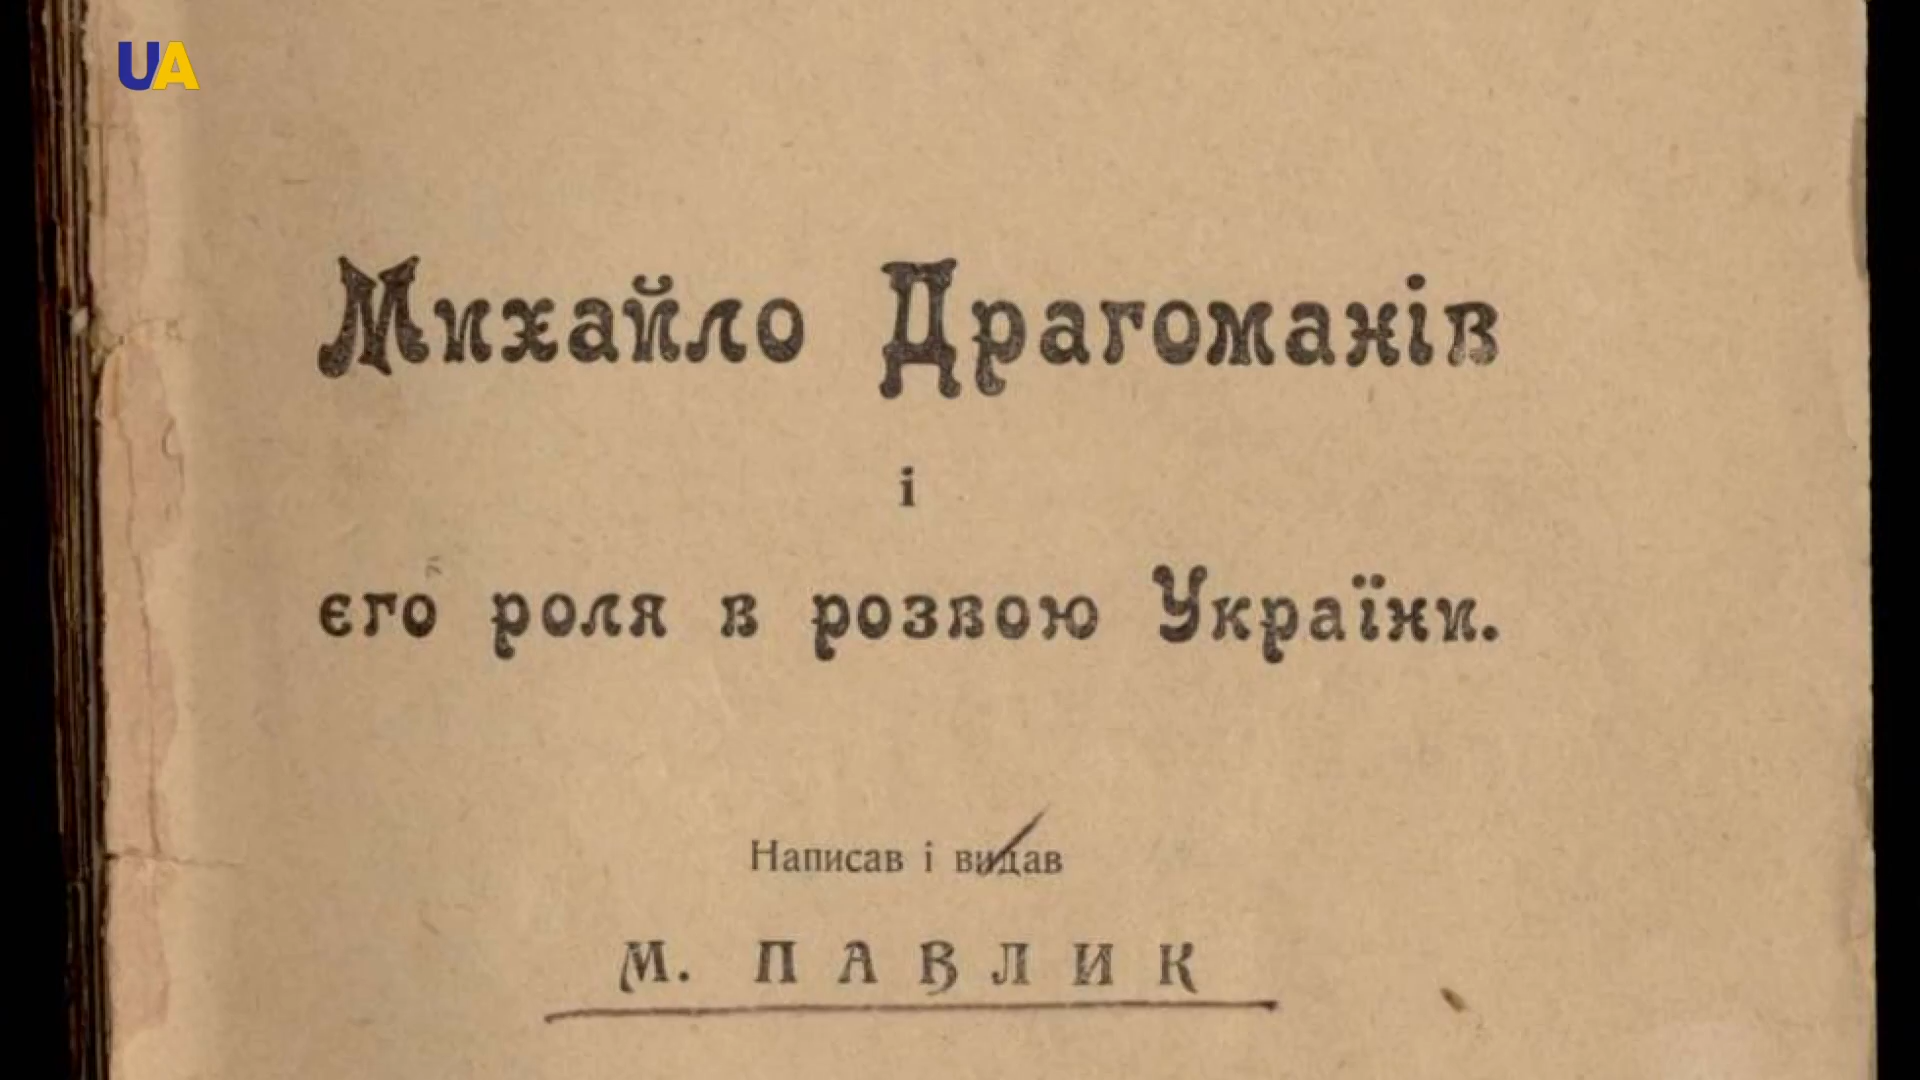 UA
Михайло Драгоманів
і
єго роля в розвою України.
Написав і видав
М. ПАВЛИК